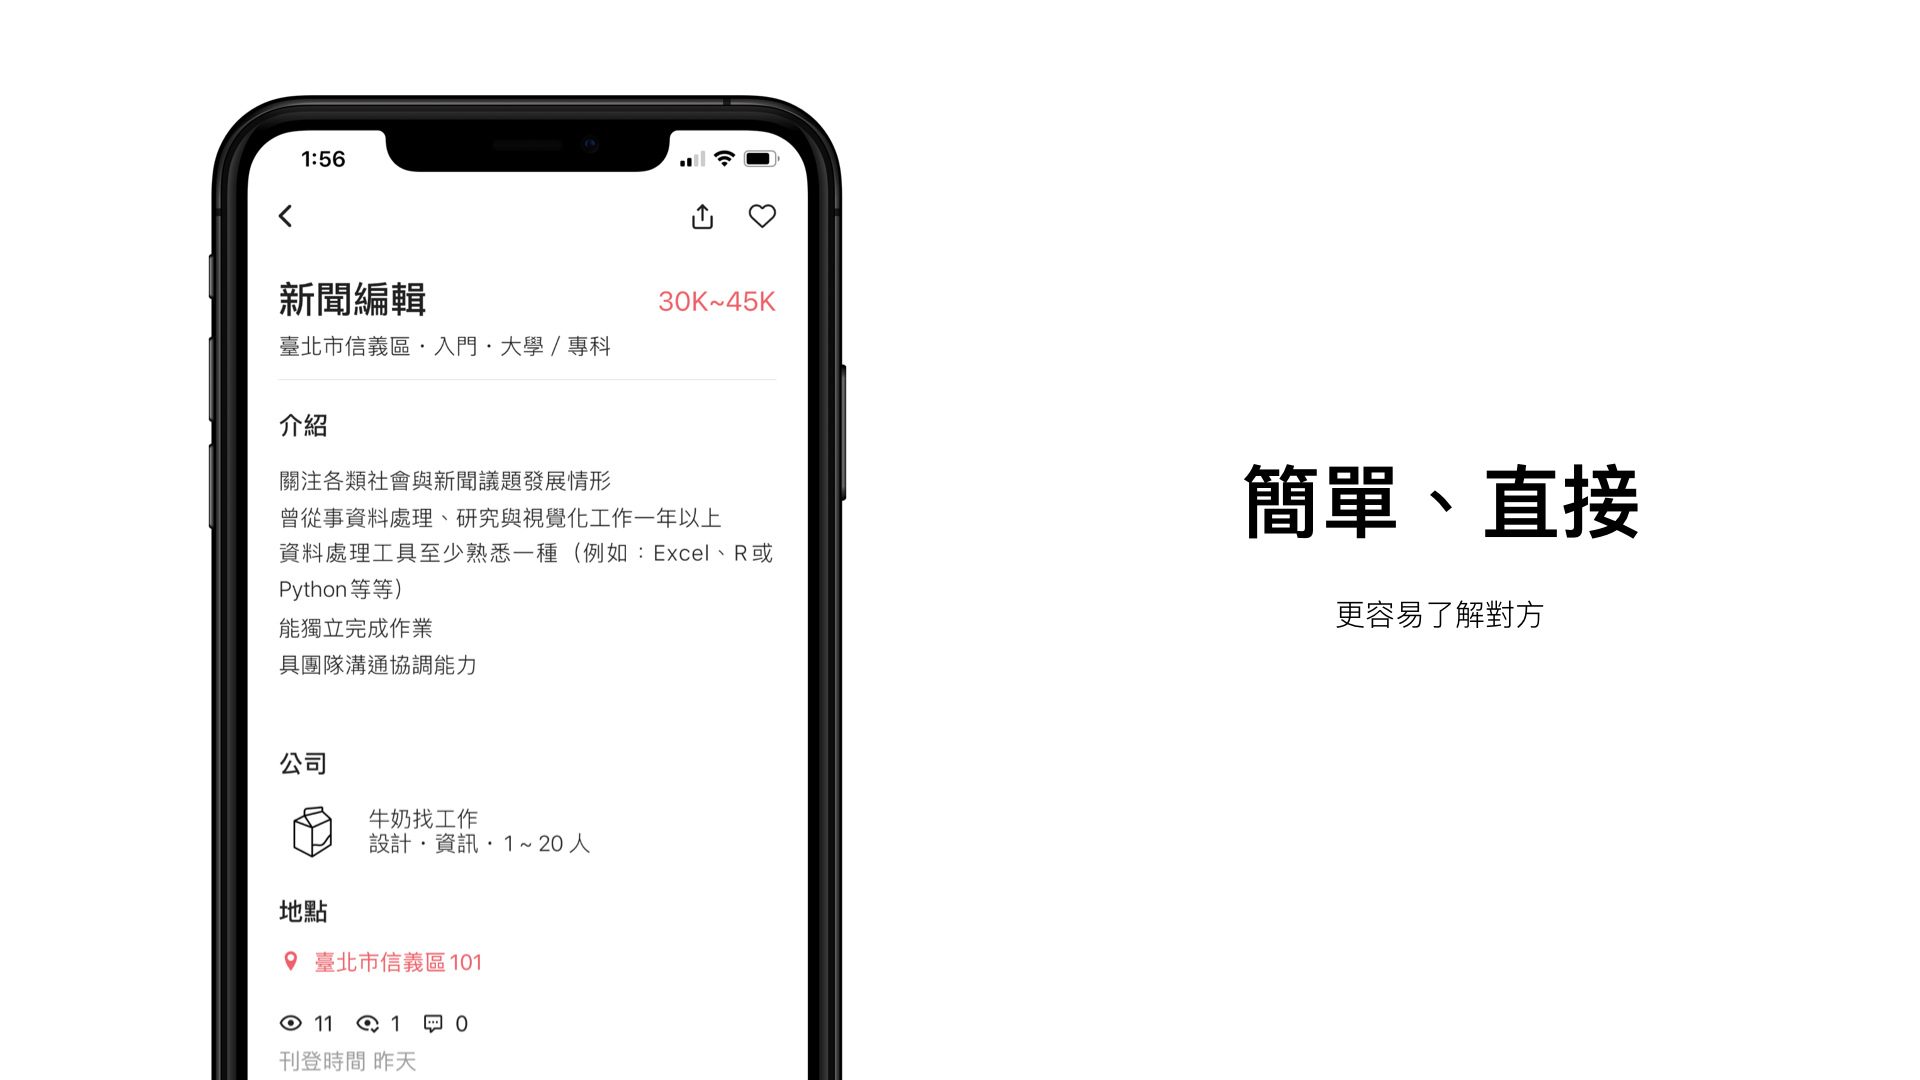 1:56
新聞編輯
30K~45K
臺北市信義區・入門・大學 / 專科
介紹
關注各類社會與新聞議題發展情形
曾從事資料處理、研究與視覺化工作一年以上
資料處理工具至少熟悉一種（例如：Excel、R或
Python等等）
能獨立完成作業
具團隊溝通協調能力
公司
牛奶找工作
設計・資訊・1 ~ 20 人
地點
臺北市信義區101
11 1 0
刊登時間 昨天
簡單、直接
更容易了解對方